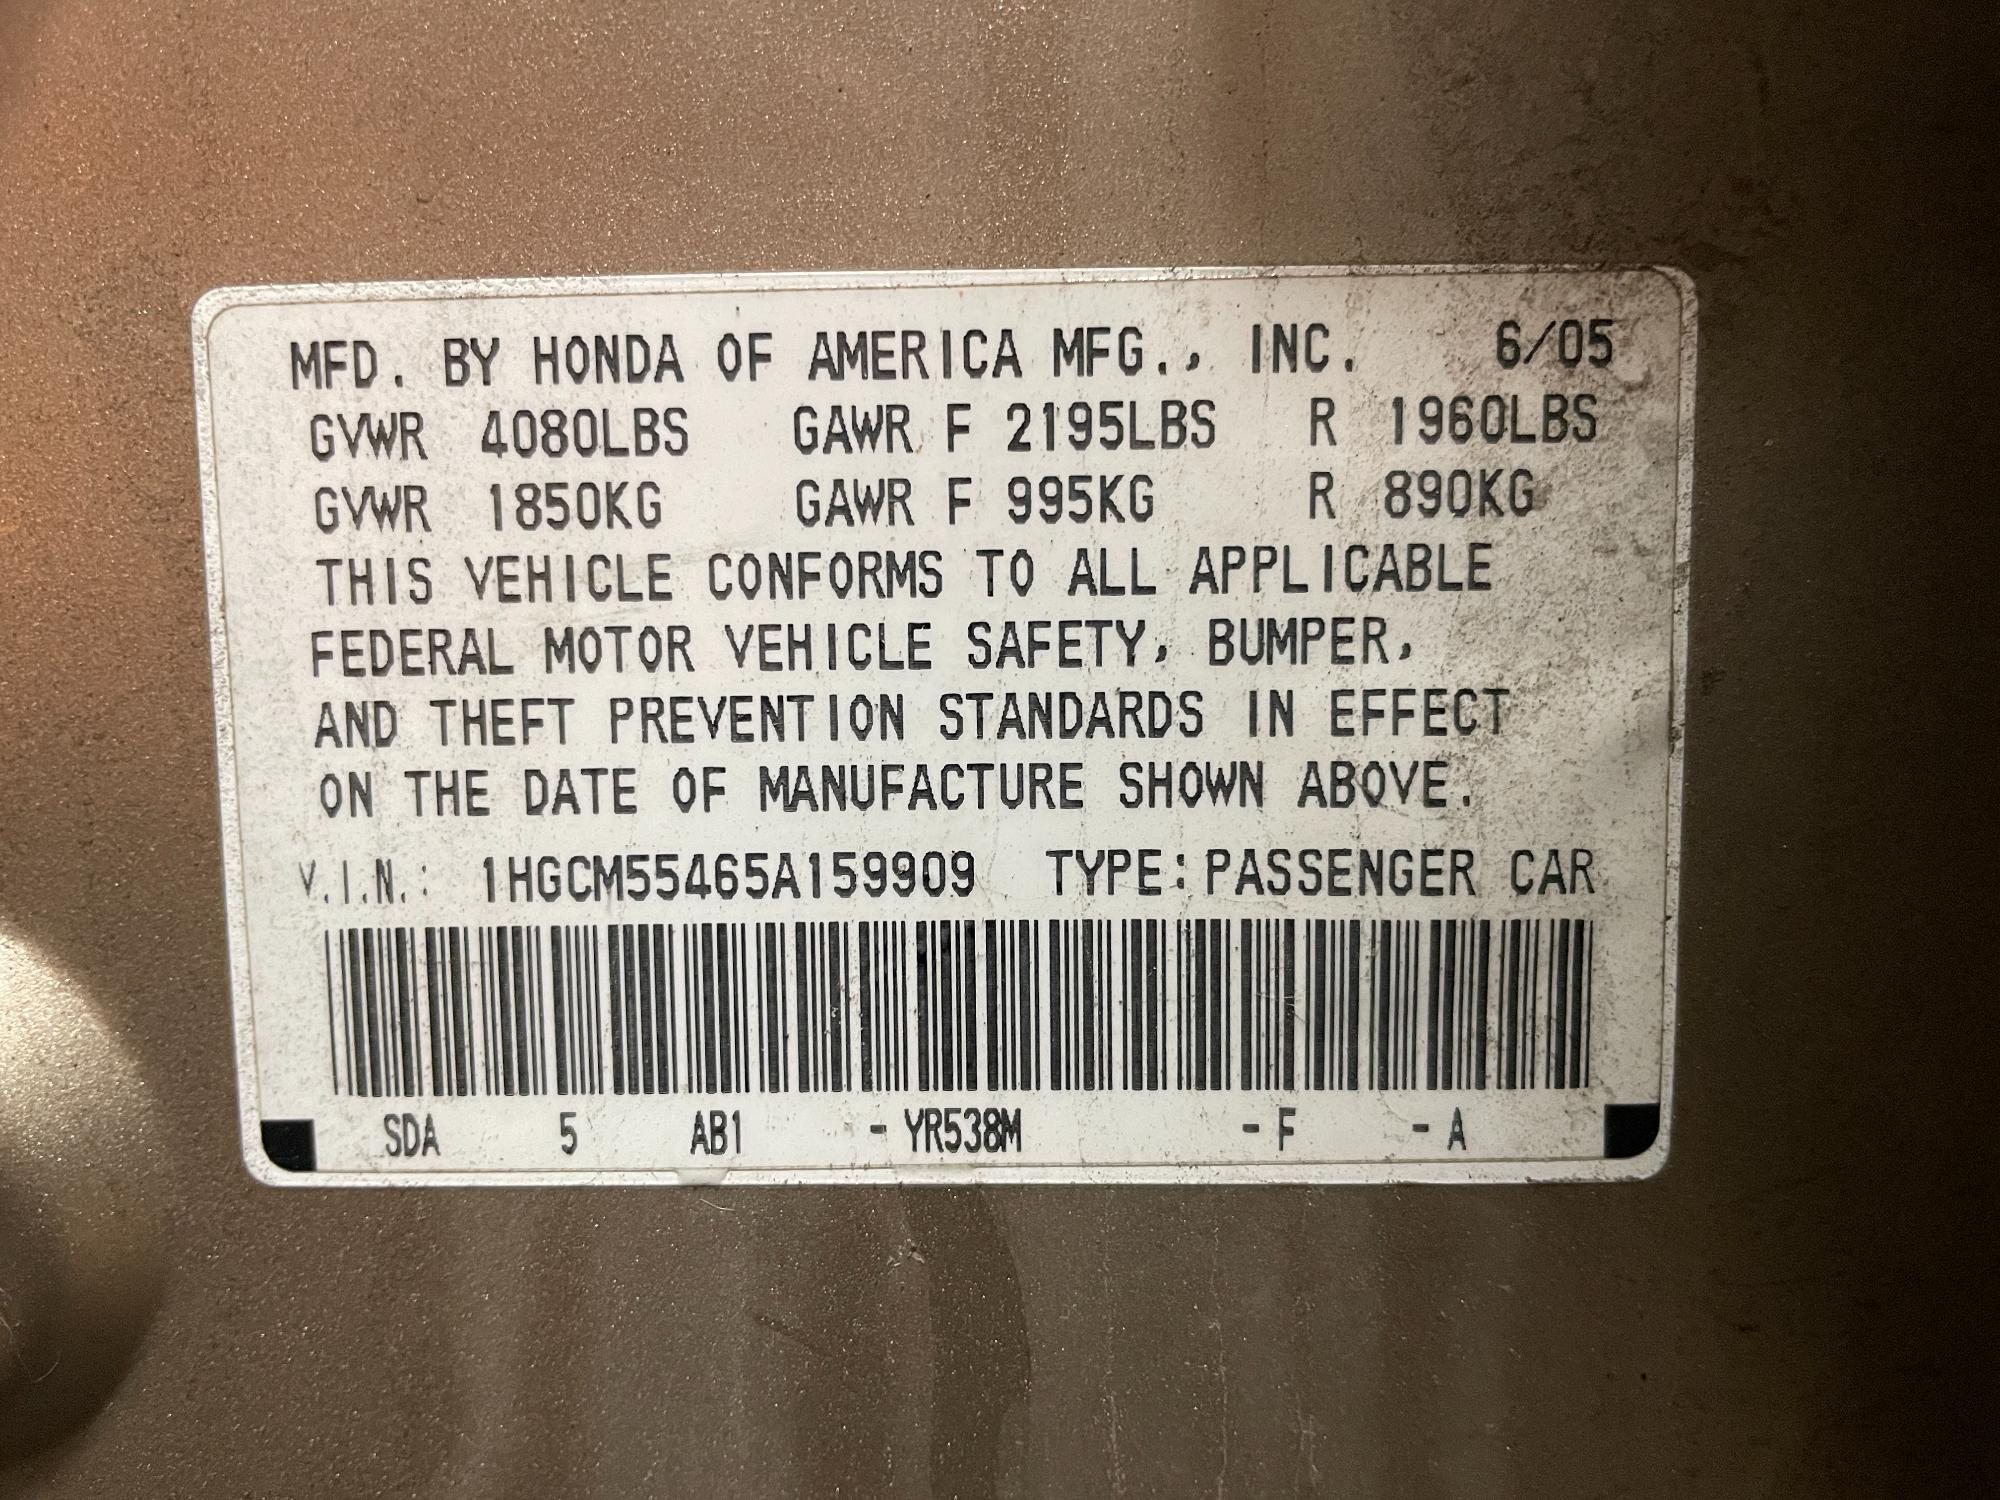 MFD. BY HONDA OF AMERICA MFG., INC. 6/05
GVWR 4080LBS GAWR F 2195LBS R 1960LBS
GVWR 1850KG GAWR F 995KG R 890KG
THIS VEHICLE CONFORMS TO ALL APPLICABLE
FEDERAL MOTOR VEHICLE SAFETY, BUMPER,
AND THEFT PREVENTION STANDARDS IN EFFECT
ON THE DATE OF MANUFACTURE SHOWN ABOVE.
V.I.N.: 1HGCM55465A159909 TYPE: PASSENGER CAR
SDA 5 AB1 - YR538M - F - A